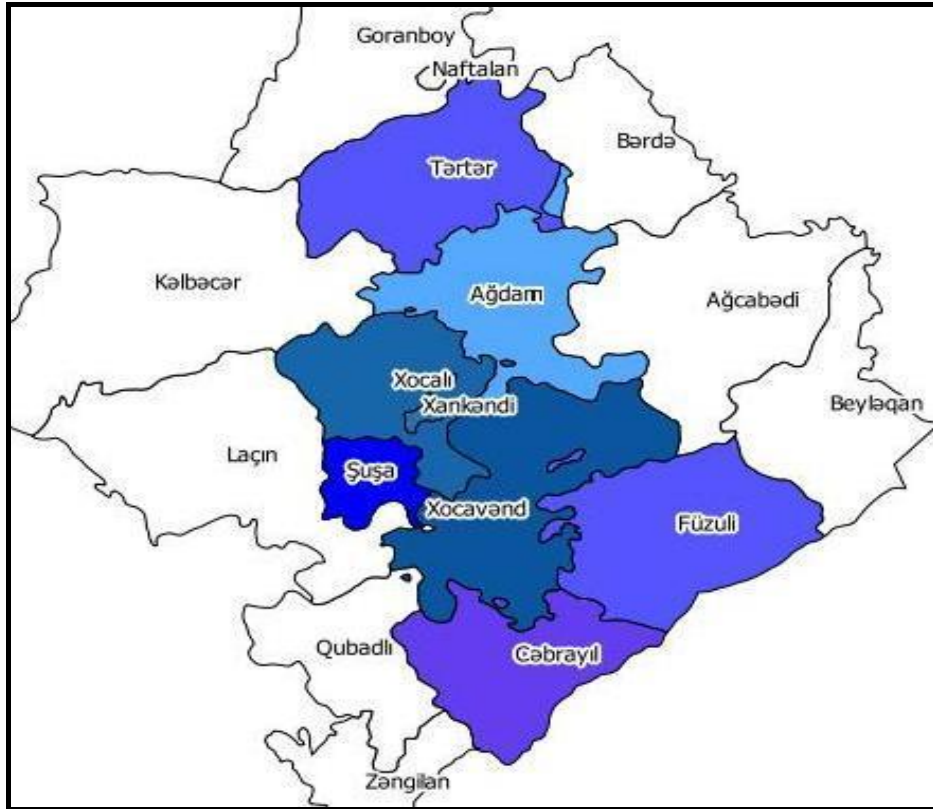 Goranboy
Naftalan
Bərdə
Tərtər
Kəlbəcər
Ağdam
Ağcabədi
Xocalı
Xankəndi
Beyləqan
Laçın
Şuşa
Xocavənd
Füzuli
Qubadlı
Cəbrayıl
Zəngilan